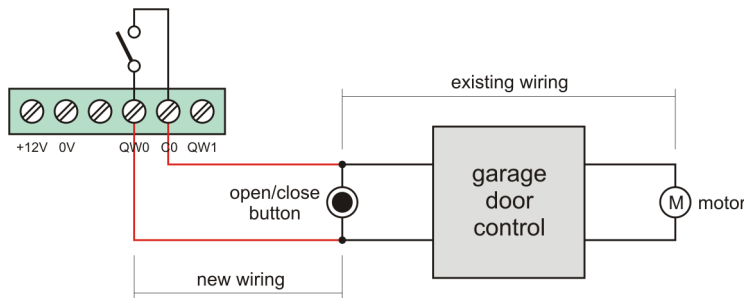 existing wiring
+12V 0V QW0 C0 QW1
open/close
button
garage
door
control
M
motor
new wiring